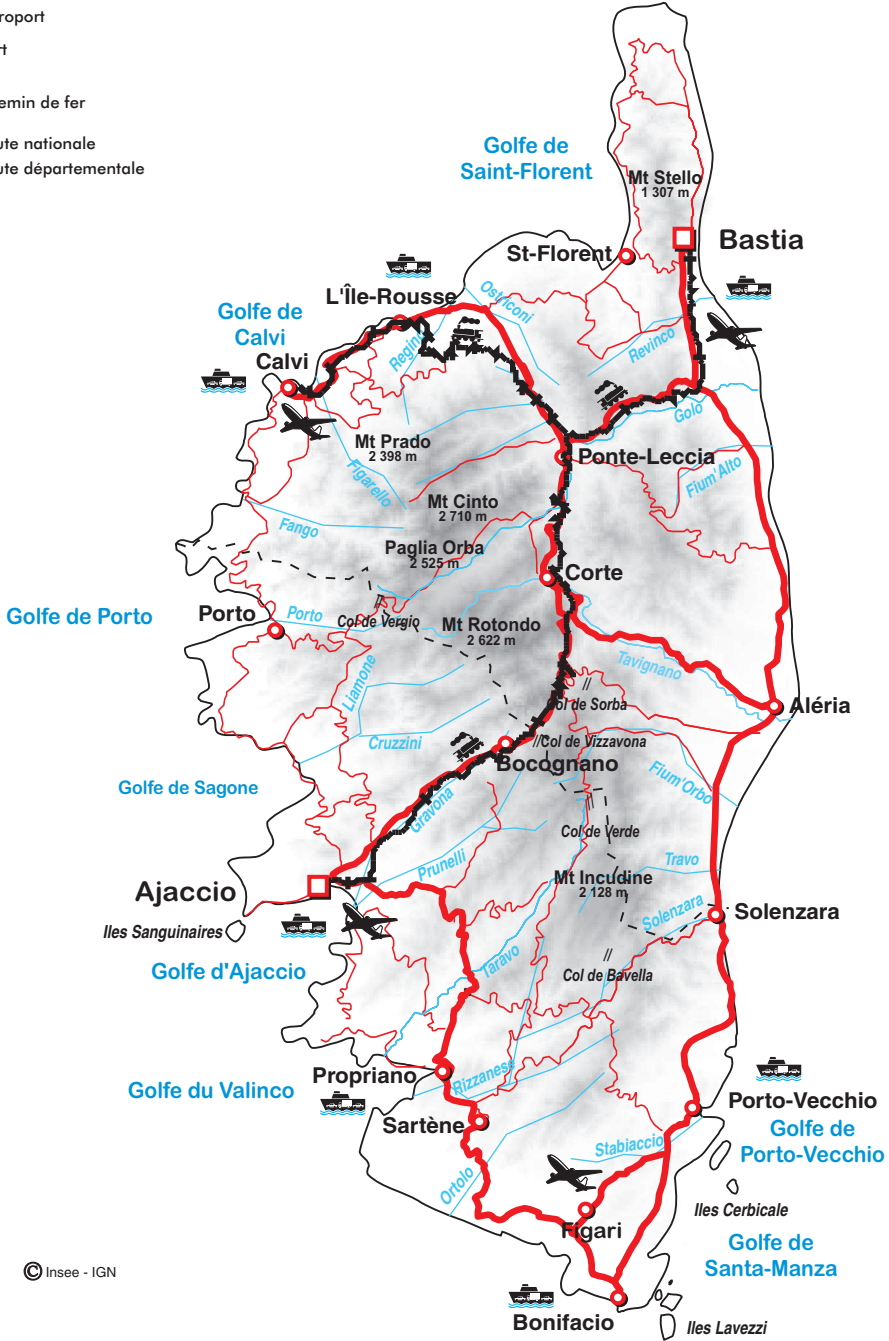 roport
rt
emin de fer
ute nationale
ute départementale
Golfe de
Saint-Florent
Mt Stello
1 307 m
Bastia
St-Florent
L'Île-Rousse
Ostriconi
Golfe de
Calvi
Regino
Revinco
Calvi
Golo
Mt Prado
2 398 m
Ponte-Leccia
Figarello
Fium'Alto
Mt Cinto
2 710 m
Fango
Paglia Orba
2 525 m
Corte
Golfe de Porto
Porto
Porto
Col de Vergio
Mt Rotondo
2 622 m
Liamone
Tavignano
Col de Sorba
Aléria
Cruzzini
Col de Vizzavona
Bocognano
Golfe de Sagone
Fium'Orbo
Gravona
Col de Verde
Prunelli
Travo
Ajaccio
Mt Incudine
2 128 m
Solenzara
Solenzara
Iles Sanguinaires
Taravo
Golfe d'Ajaccio
Col de Bavella
Propriano
Rizzanese
Golfe du Valinco
Porto-Vecchio
Sartène
Golfe de
Porto-Vecchio
Stabiaccio
Ortolo
Iles Cerbicale
Figari
Golfe de
Santa-Manza
© Insee - IGN
Bonifacio
Iles Lavezzi